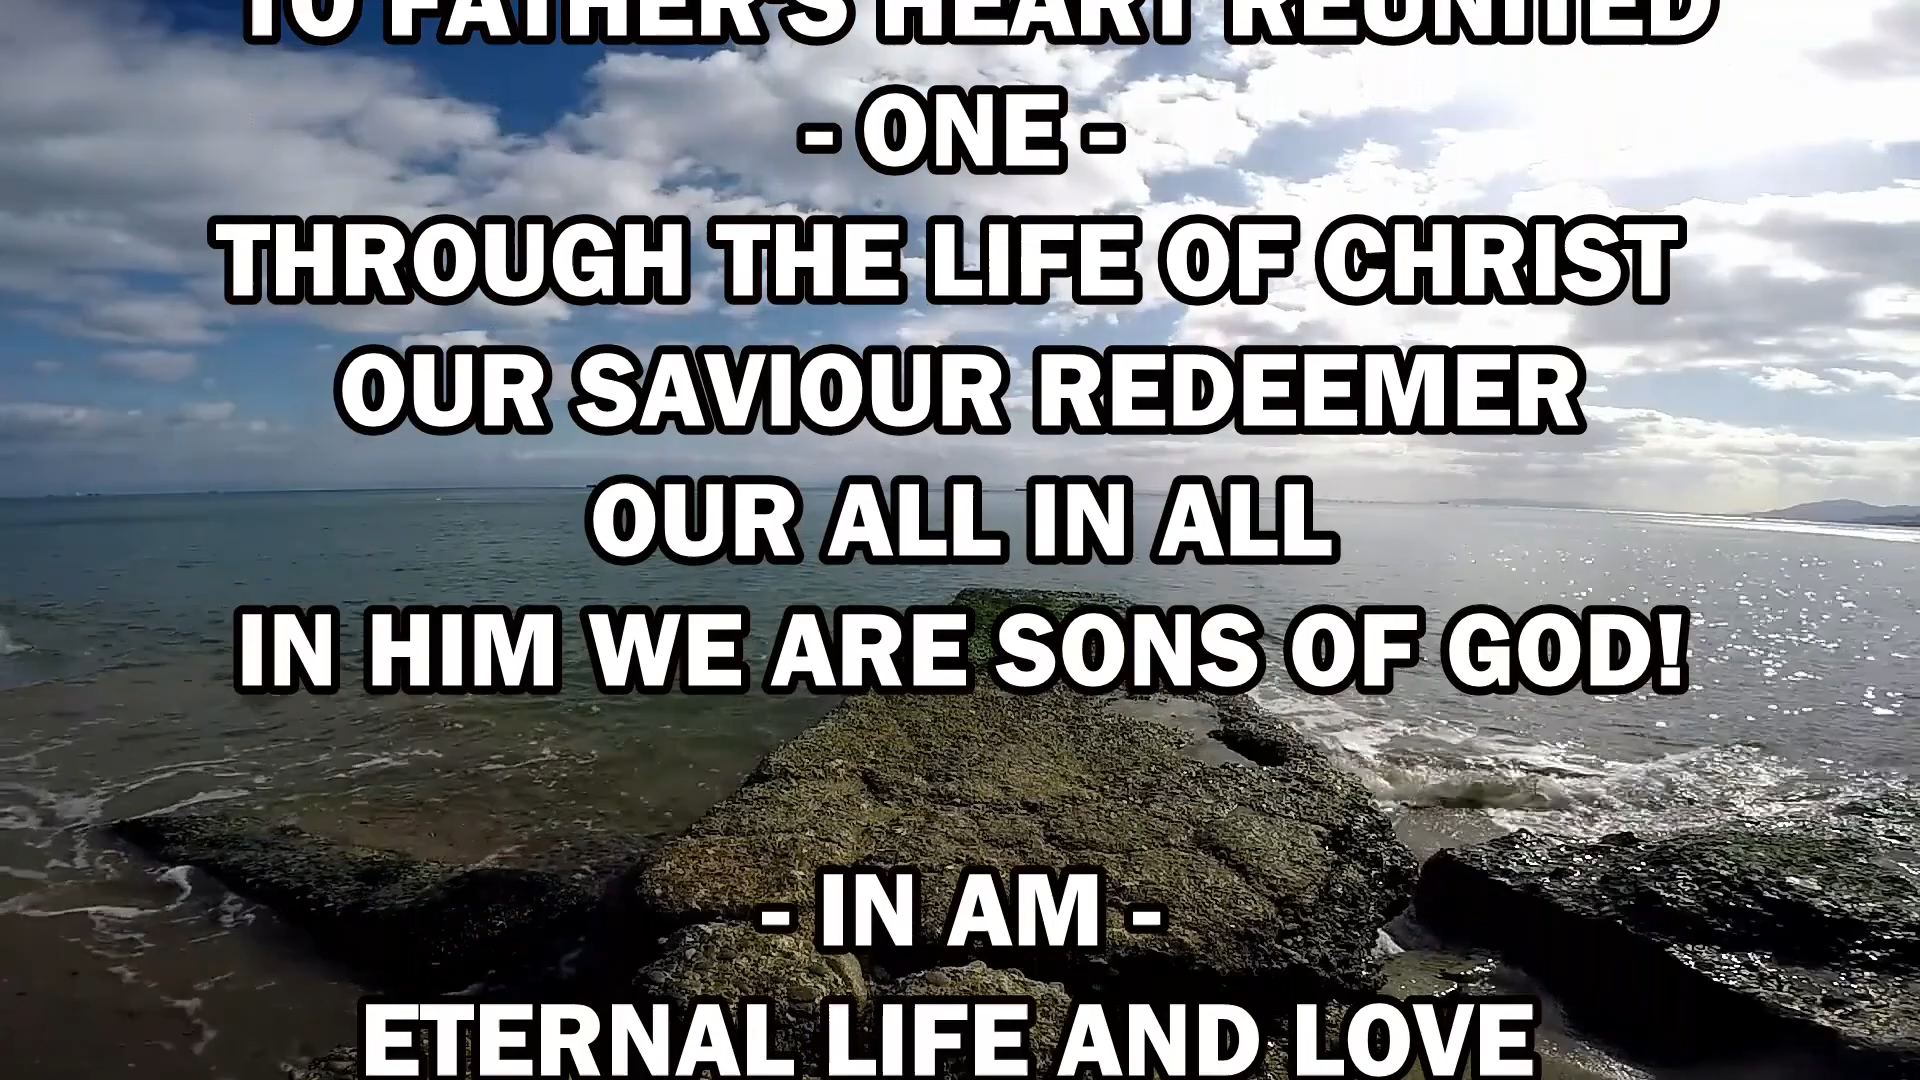 TO FATHER'S HEART REUNITED
- ONE -
THROUGH THE LIFE OF CHRIST
OUR SAVIOUR REDEEMER
OUR ALL IN ALL
IN HIM WE ARE SONS OF GOD!
- IN AM -
ETERNAL LIFE AND LOVE